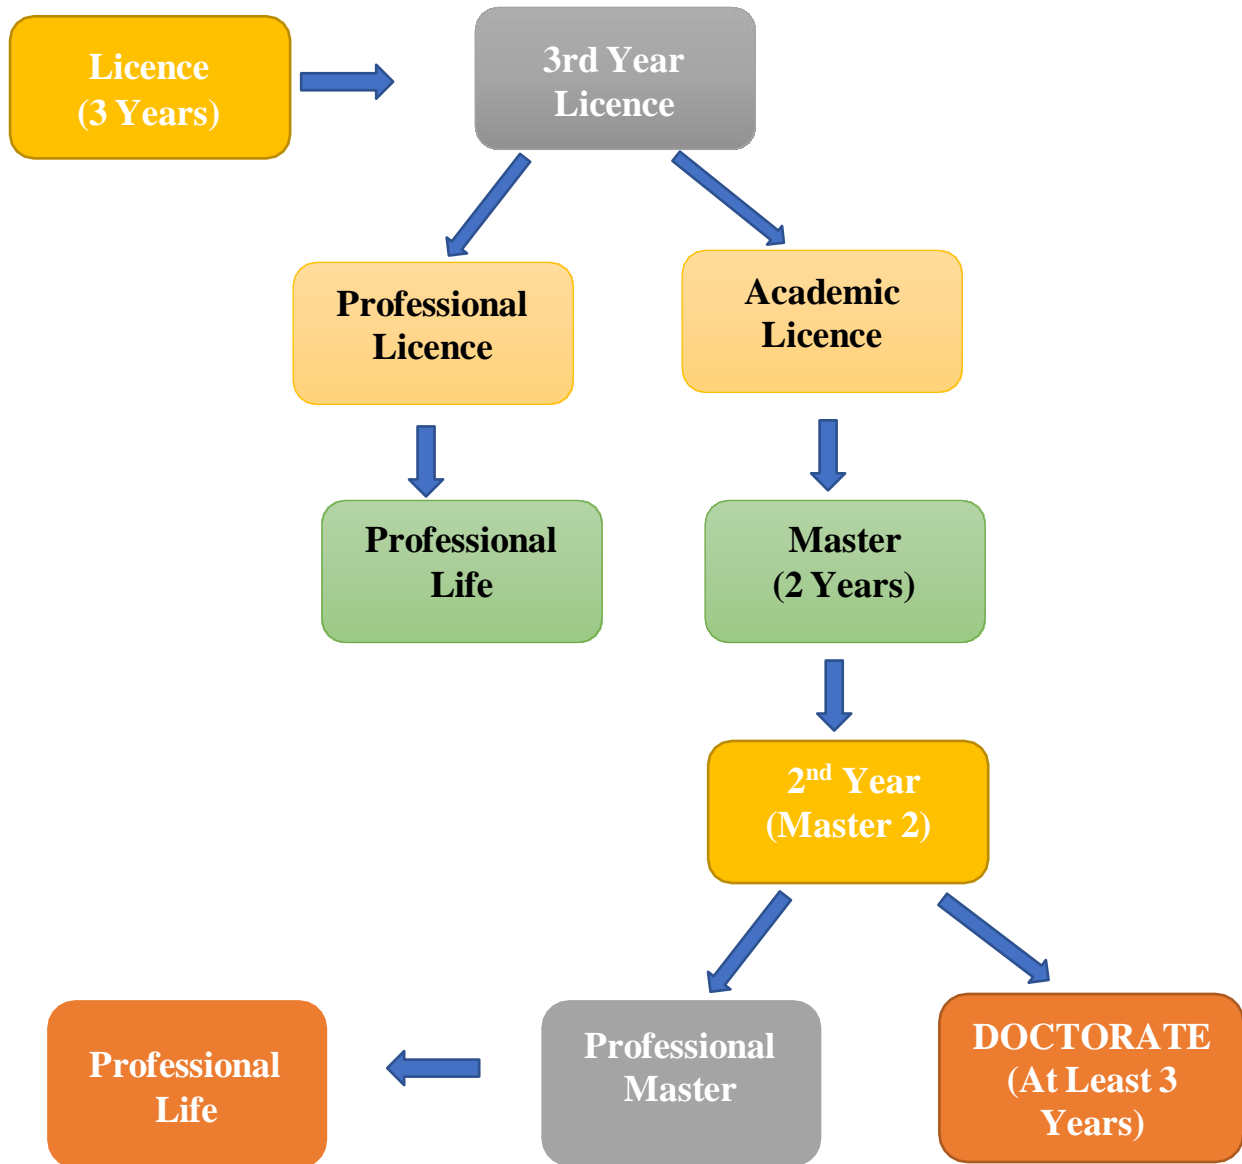 Licence
(3 Years)
3rd Year
Licence
Professional
Licence
Academic
Licence
Professional
Life
Master
(2 Years)
2nd Year
(Master 2)
Professional
Life
Professional
Master
DOCTORATE
(At Least 3
Years)